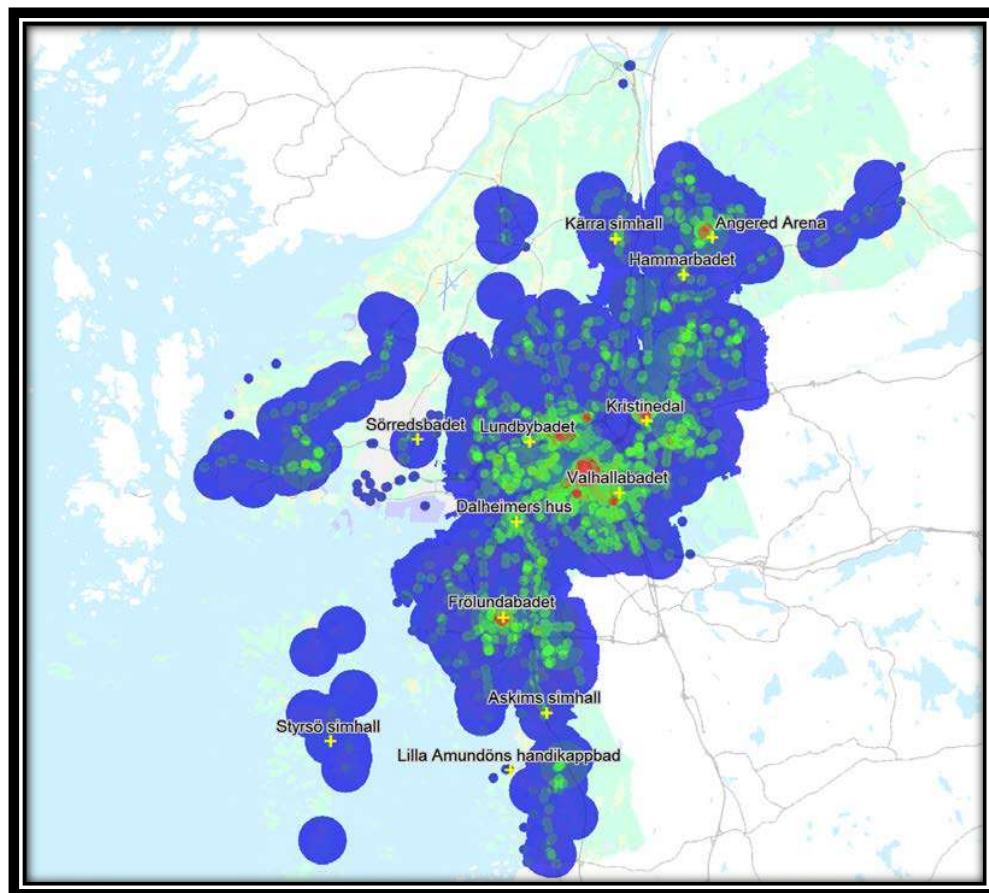 Kärra simhall
Angered Arena
Hammarbadet
Kristinedal
Sörredsbadet
Lundbybadet
Valhallabadet
Dalheimers hus
Frölundabadet
Askims simhall
Styrsö simhall
Lilla Amundöns handikappbad